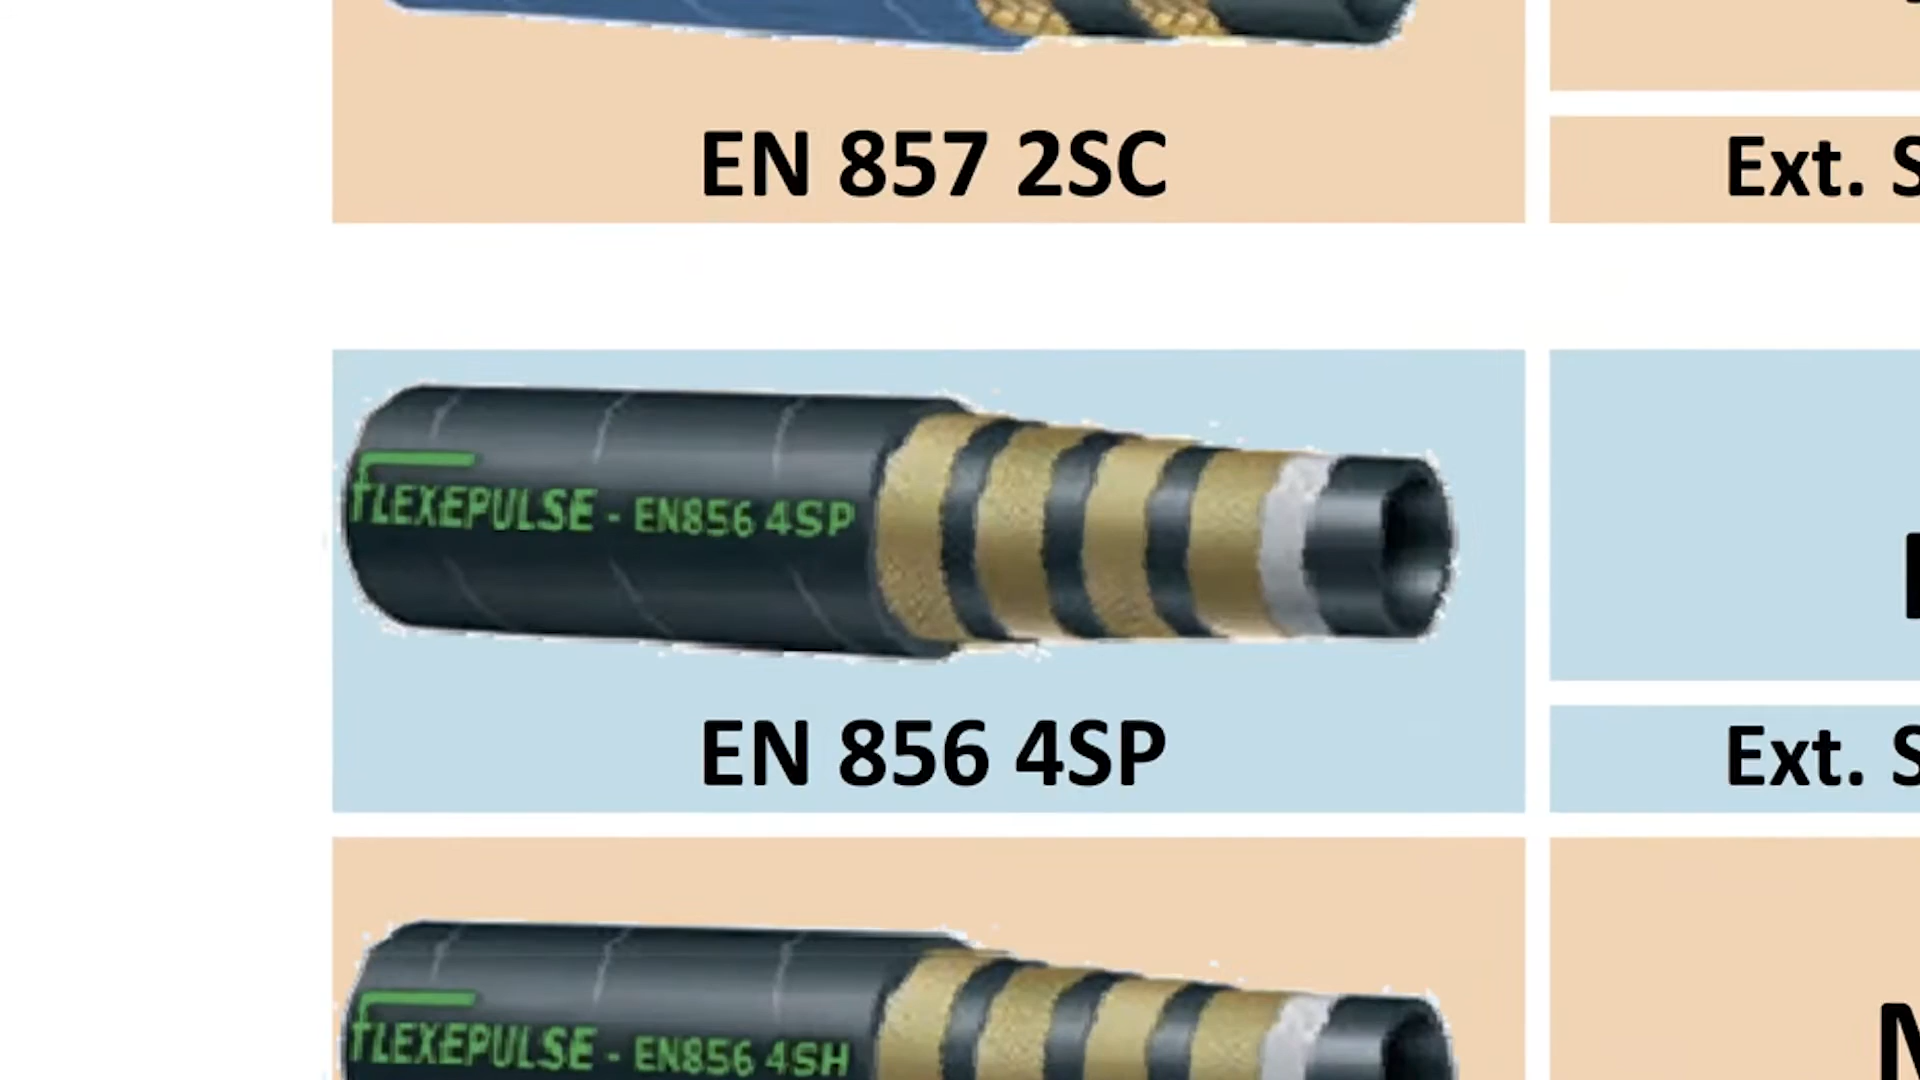 EN 857 2SC
Ext.
fLEXEPULSE - EN856 4SP
EN 856 4SP
Ext.
fLEXEPULSE - EN856 4SH